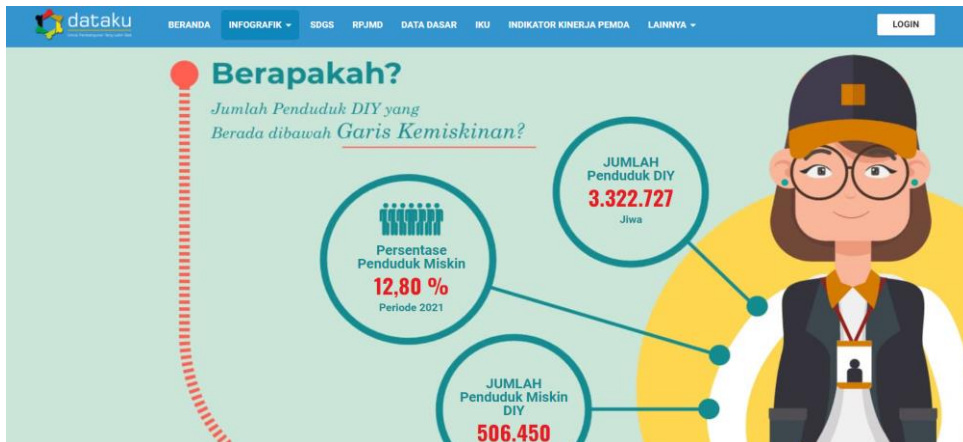 dataku
BERANDA INFOGRAFIK SDGS RPJMD DATA DASAR IKU INDIKATOR KINERJA PEMDA LAINNYA LOGIN
Berapakah?
Jumlah Penduduk DIY yang
Berada dibawah Garis Kemiskinan?
JUMLAH
Penduduk DIY
3.322.727
Jiwa
Persentase
Penduduk Miskin
12,80 %
Periode 2021
JUMLAH
Penduduk Miskin
DIY
506.450